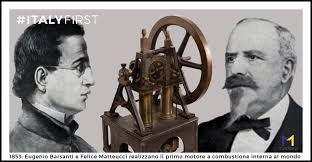 #ITALYFIRST
1853: Eugenio Barsanti e Felice Matteucci realizzano il primo motore a combustione interna al mondo